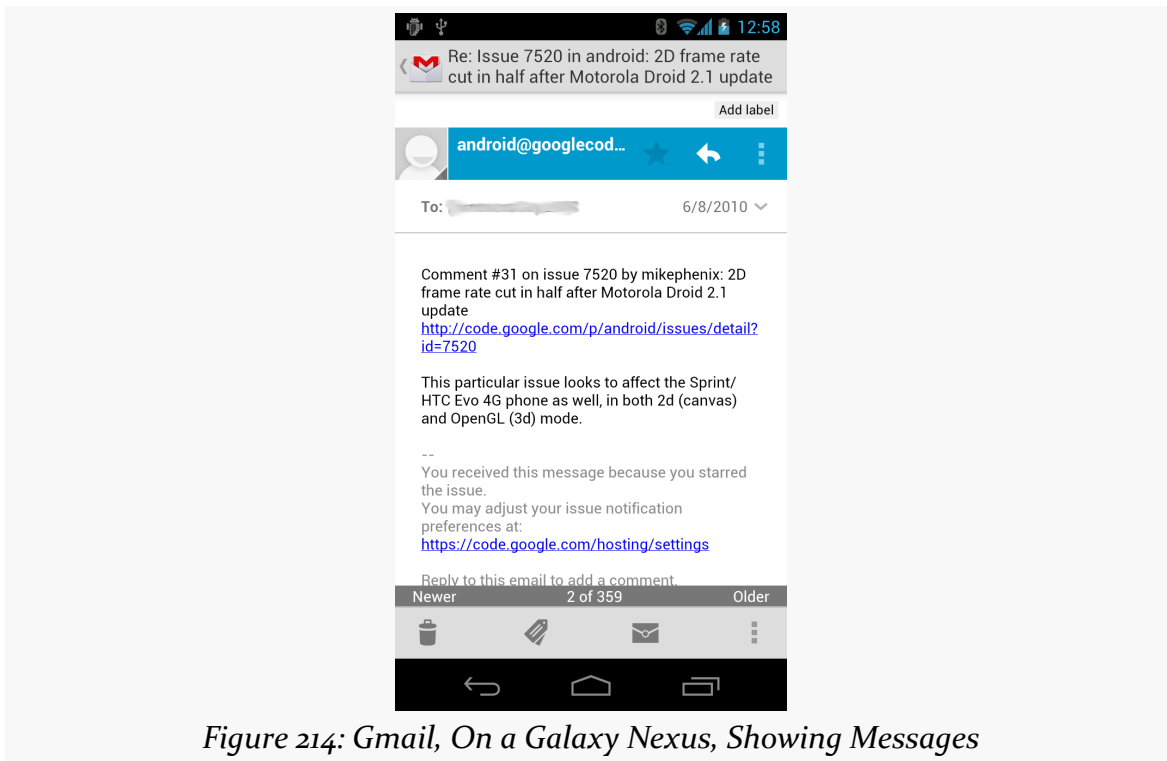 12:58
Re: Issue 7520 in android: 2D frame rate
cut in half after Motorola Droid 2.1 update
Add label
android@googlecod...
To:
6/8/2010
Comment #31 on issue 7520 by mikephenix: 2D
frame rate cut in half after Motorola Droid 2.1
update
http://code.google.com/p/android/issues/detail?
id=7520
This particular issue looks to affect the Sprint/
HTC Evo 4G phone as well, in both 2d (canvas)
and OpenGL (3d) mode.
--
You received this message because you starred
the issue.
You may adjust your issue notification
preferences at:
https://code.google.com/hosting/settings
Reply to this email to add a comment.
Newer 2 of 359 Older
Figure 214: Gmail, On a Galaxy Nexus, Showing Messages